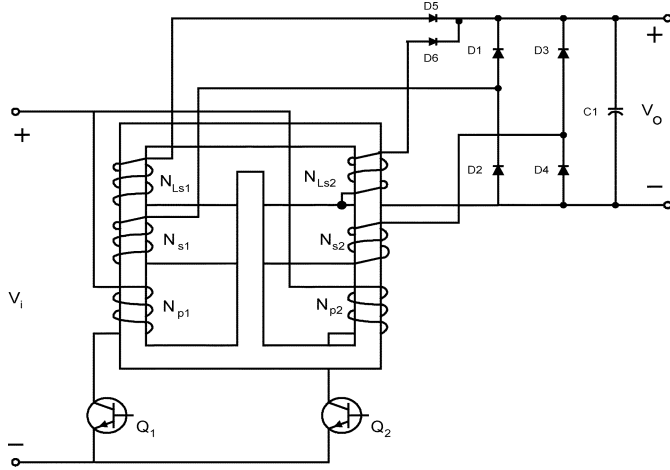 D5
D6
D1
D3
+
+
N Ls1
N Ls2
D2
D4
C1
V o
−
N s1
N s2
V i
N p1
N p2
−
Q 1
Q 2